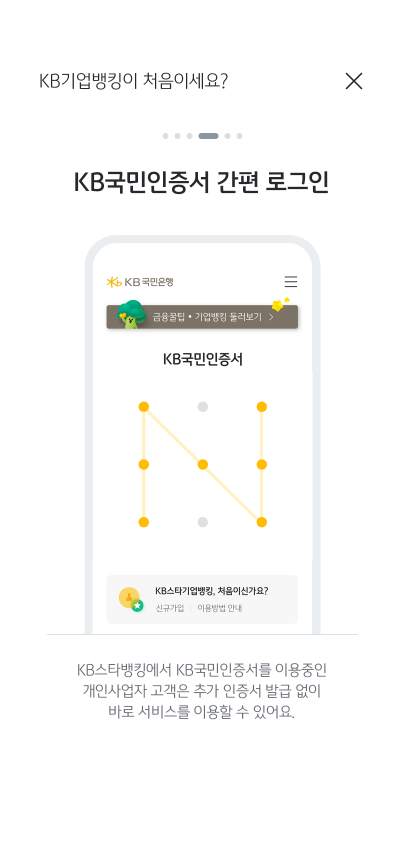 KB기업뱅킹이 처음이세요?
KB국민인증서 간편 로그인
KB 국민은행
금융꿀팁 • 기업뱅킹 둘러보기 >
KB국민인증서
KB스타기업뱅킹, 처음이신가요?
신규가입 | 이용방법 안내
KB스타뱅킹에서 KB국민인증서를 이용중인
개인사업자 고객은 추가 인증서 발급 없이
바로 서비스를 이용할 수 있어요.